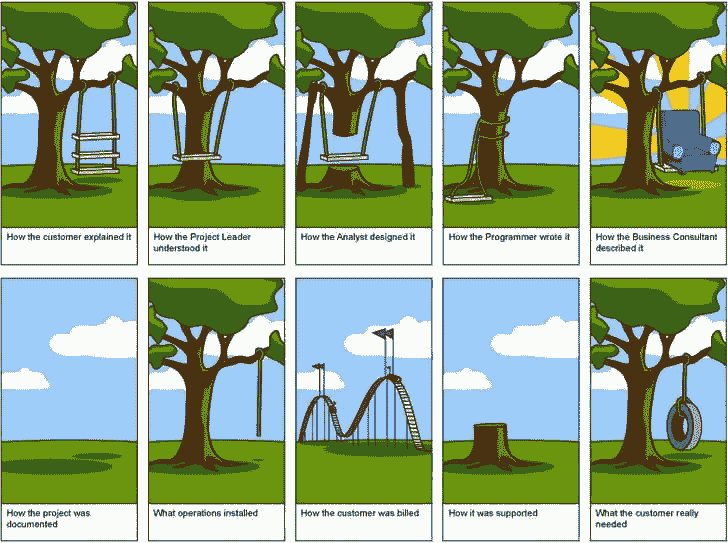 How the customer explained it
How the Project Leader
understood it
How the Analyst designed it
How the Programmer wrote it
How the Business Consultant
described it
How the project was
documented
What operations installed
How the customer was billed
How it was supported
What the customer really
needed